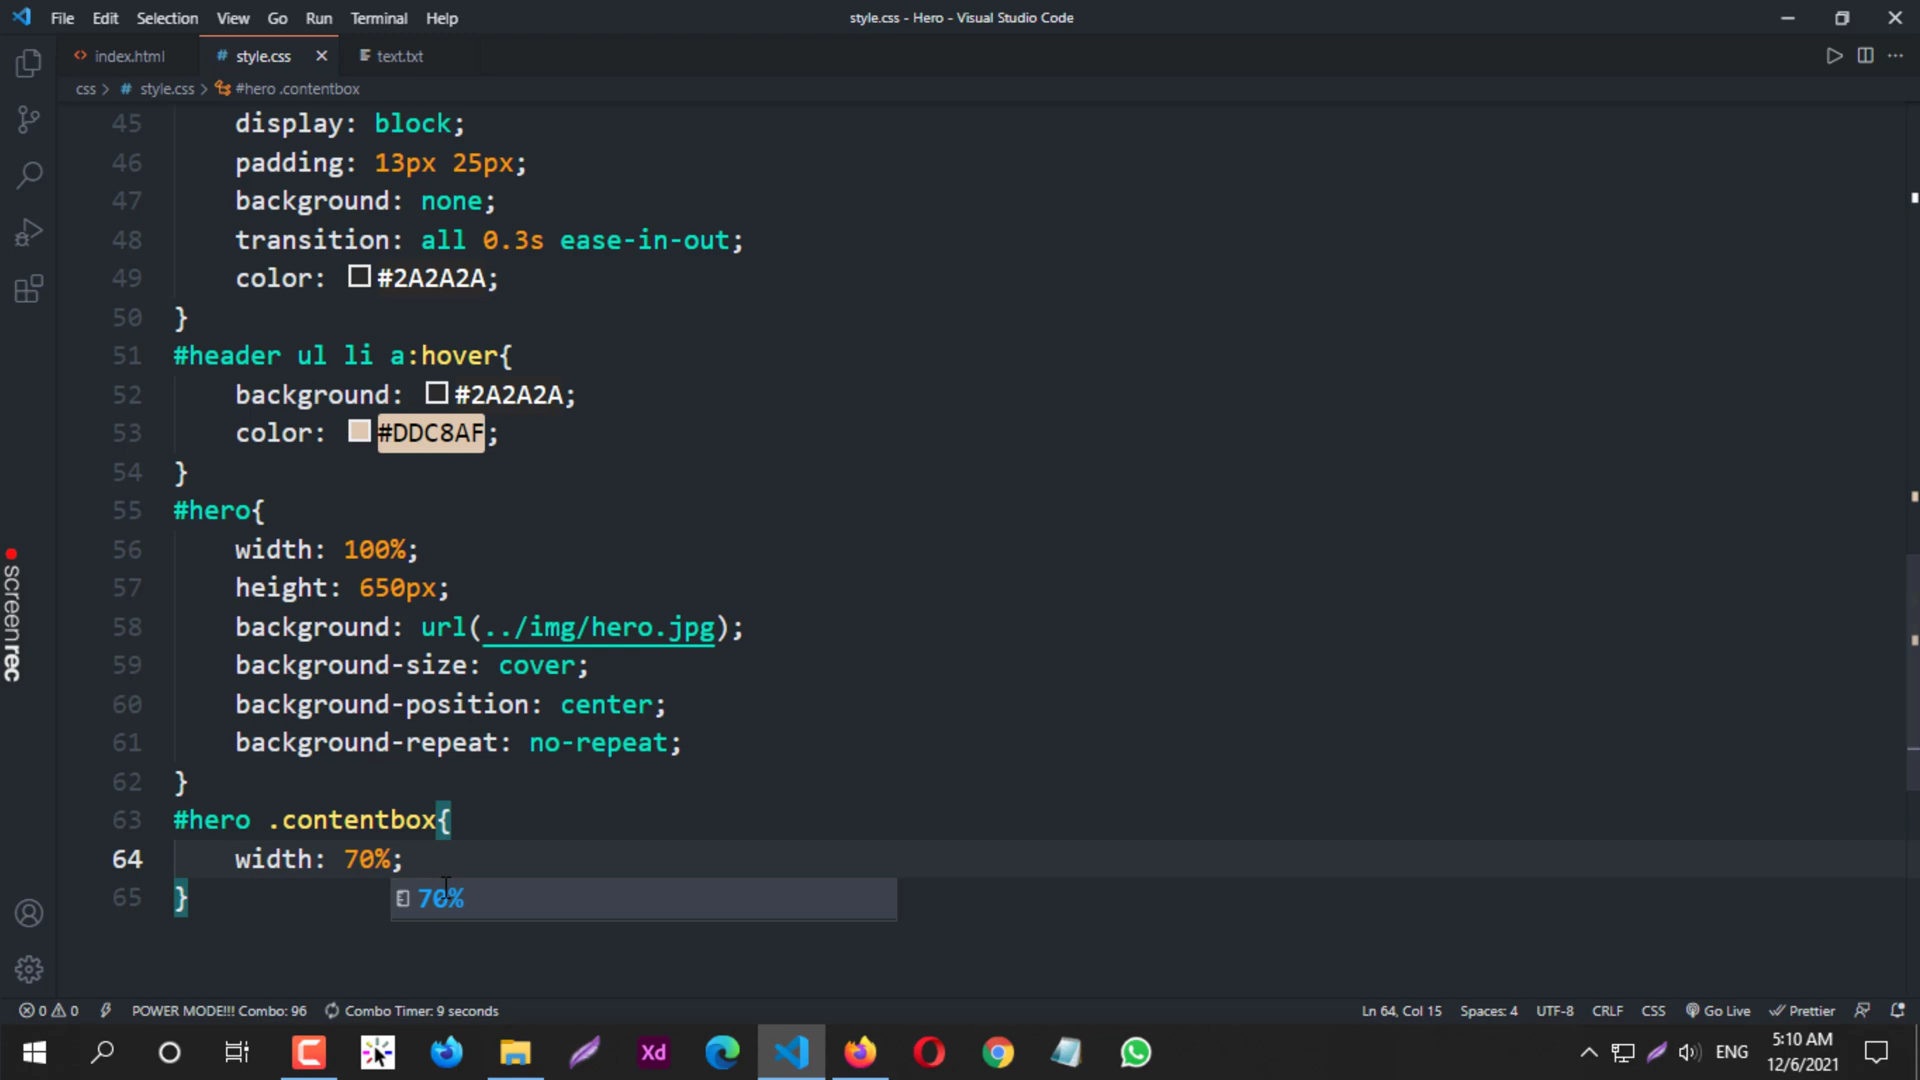 File Edit Selection View Go Run Terminal Help
style.css - Hero - Visual Studio Code
index.html
# style.css
text.txt
css > # style.css > #hero .contentbox
45 display: block;
46 padding: 13px 25px;
47 background: none;
48 transition: all 0.3s ease-in-out;
49 color: #2A2A2A;
50 }
51 #header ul li a:hover{
52 background: #2A2A2A;
53 color: #DDC8AF;
54 }
55 #hero{
56 width: 100%;
57 height: 650px;
58 background: url(../img/hero.jpg);
59 background-size: cover;
60 background-position: center;
61 background-repeat: no-repeat;
62 }
63 #hero .contentbox{
64 width: 70%;
65 }
70%
screenrec
0 0 POWER MODE!!! Combo: 96 Combo Timer: 9 seconds
Ln 64, Col 15 Spaces: 4 UTF-8 CRLF CSS Go Live Prettier
Xd
ENG
5:10 AM
12/6/2021